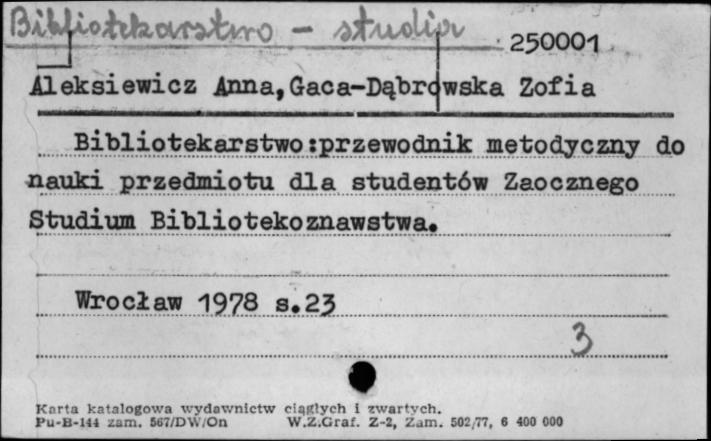 Bibliotekarstwo - studia
250001
Aleksiewicz Anna, Gaca-Dąbrowska Zofia
Bibliotekarstwo:przewodnik metodyczny do
nauki przedmiotu dla studentów Zaocznego
Studium Bibliotekoznawstwa.
Wrocław 1978 s.23
3
Karta katalogowa wydawnictw ciągłych i zwartych.
Pu-B-144 zam. 567/DW/On W.Z.Graf. Z-2, Zam. 502/77, 6 400 000